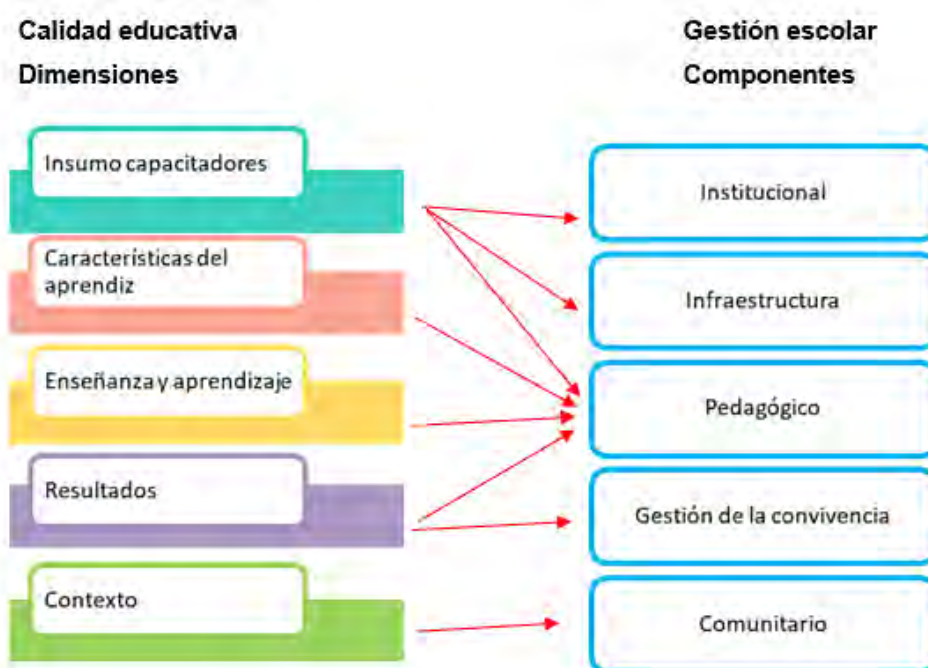 Calidad educativa
Dimensiones
Gestión escolar
Componentes
Insumo capacitadores
Características del
aprendiz
Enseñanza y aprendizaje
Resultados
Contexto
Institucional
Infraestructura
Pedagógico
Gestión de la convivencia
Comunitario